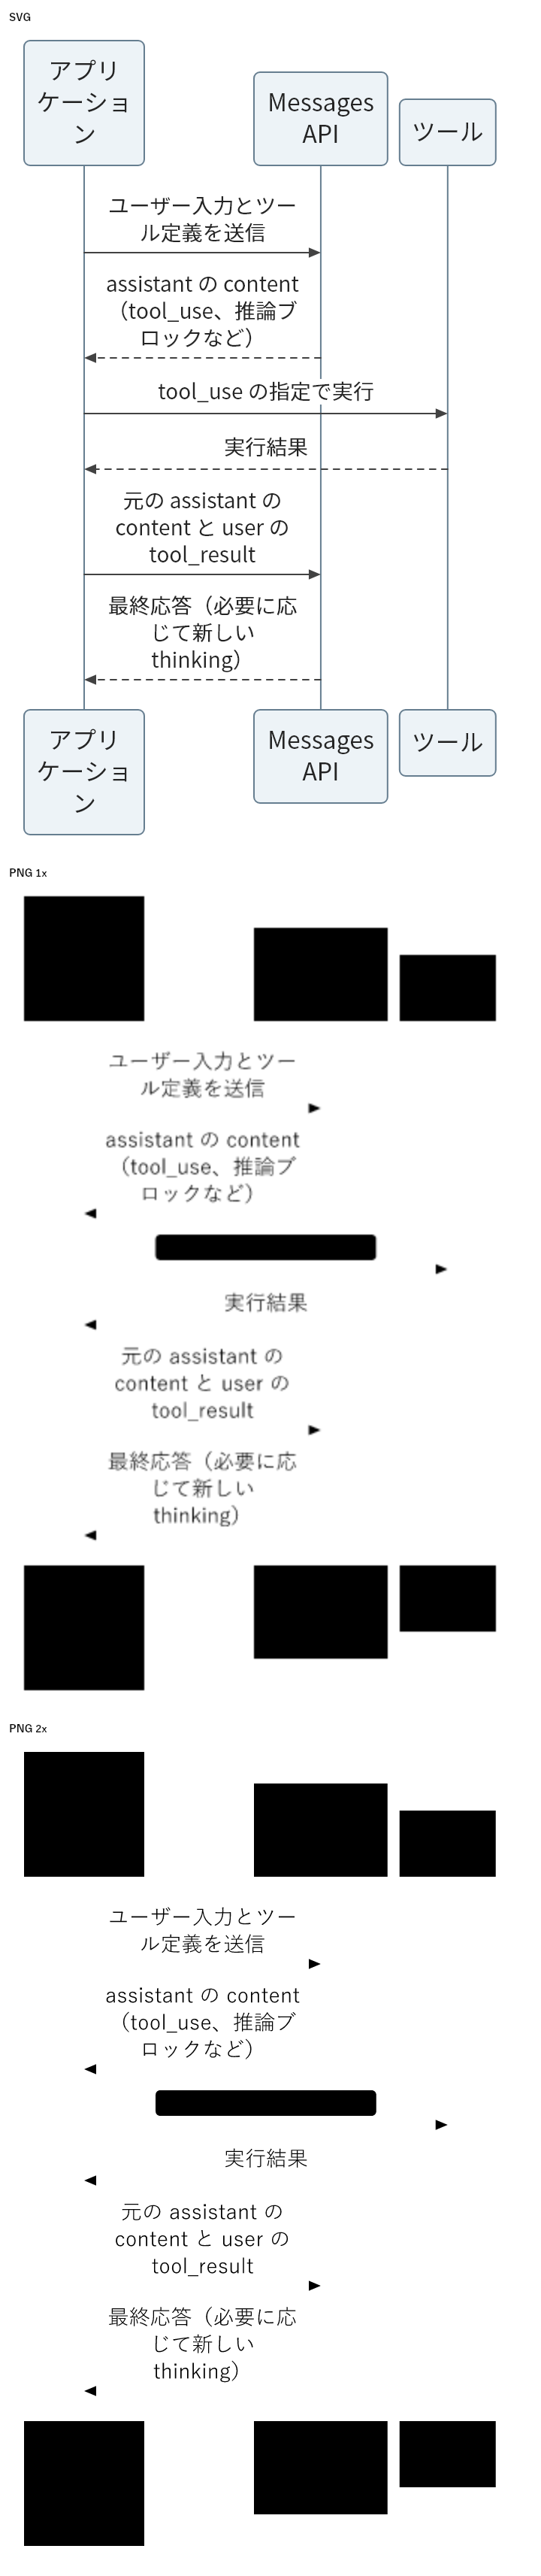 SVG
アプリ
ケーショ
ン
Messages
API
ツール
ユーザー入力とツー
ル定義を送信
assistant の content
（tool_use、推論ブ
ロックなど）
tool_use の指定で実行
実行結果
元の assistant の
content と user の
tool_result
最終応答（必要に応
じて新しい
thinking）
アプリ
ケーショ
ン
Messages
API
ツール
PNG 1x
ユーザー入力とツー
ル定義を送信
assistant の content
（tool_use、推論ブ
ロックなど）
実行結果
元の assistant の
content と user の
tool_result
最終応答（必要に応
じて新しい
thinking）
PNG 2x
ユーザー入力とツー
ル定義を送信
assistant の content
（tool_use、推論ブ
ロックなど）
実行結果
元の assistant の
content と user の
tool_result
最終応答（必要に応
じて新しい
thinking）